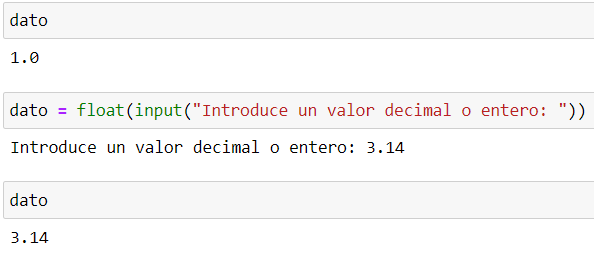 dato
1.0
dato = float(input("Introduce un valor decimal o entero: "))
Introduce un valor decimal o entero: 3.14
dato
3.14